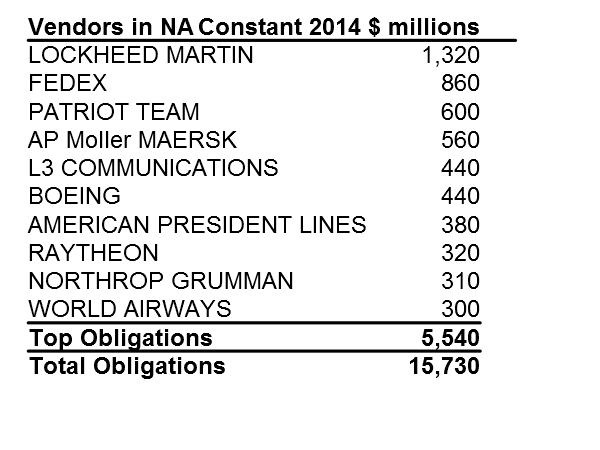 Vendors in NA Constant 2014 $ millions
LOCKHEED MARTIN 1,320
FEDEX 860
PATRIOT TEAM 600
AP Moller MAERSK 560
L3 COMMUNICATIONS 440
BOEING 440
AMERICAN PRESIDENT LINES 380
RAYTHEON 320
NORTHROP GRUMMAN 310
WORLD AIRWAYS 300
Top Obligations 5,540
Total Obligations 15,730